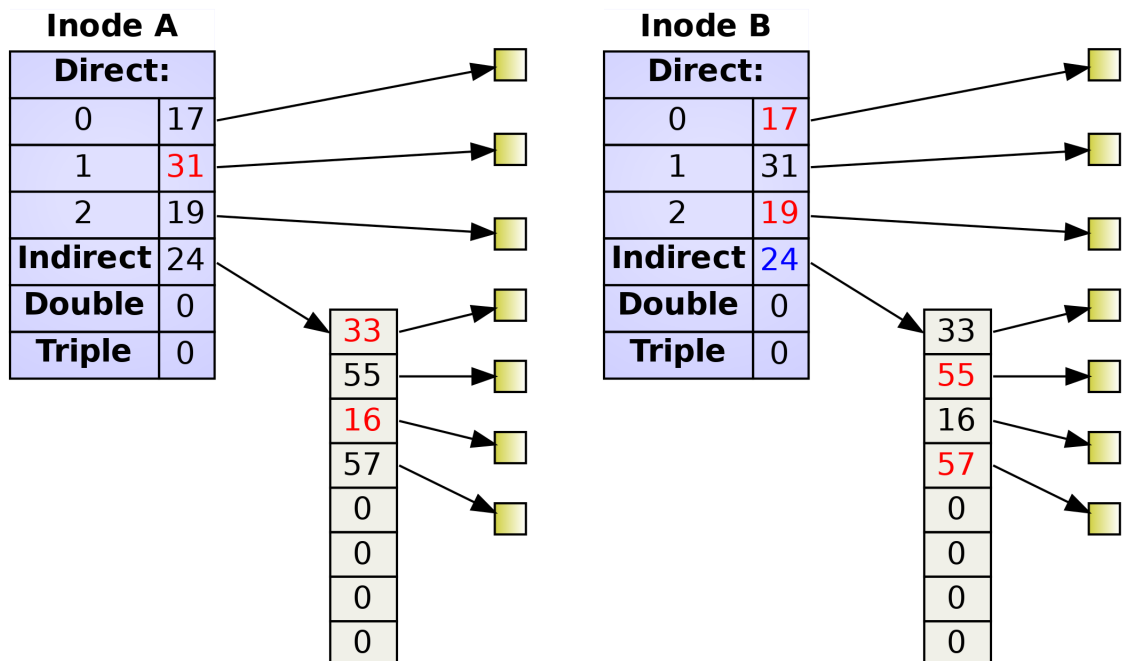 Inode A
Direct:
0 17
1 31
2 19
Indirect 24
Double 0
Triple 0
33
55
16
57
0
0
0
0
Inode B
Direct:
0 17
1 31
2 19
Indirect 24
Double 0
Triple 0
33
55
16
57
0
0
0
0